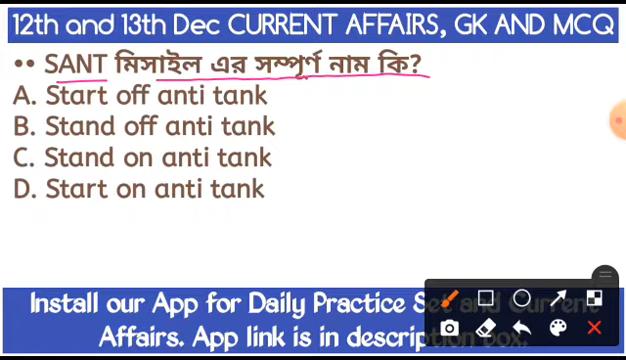 12th and 13th Dec CURRENT AFFAIRS, GK AND MCQ
•• SANT মিসাইল এর সম্পূর্ণ নাম কি?
A. Start off anti tank
B. Stand off anti tank
C. Stand on anti tank
D. Start on anti tank
Install our App for Daily Practice Set and Current
Affairs. App link is in description box.